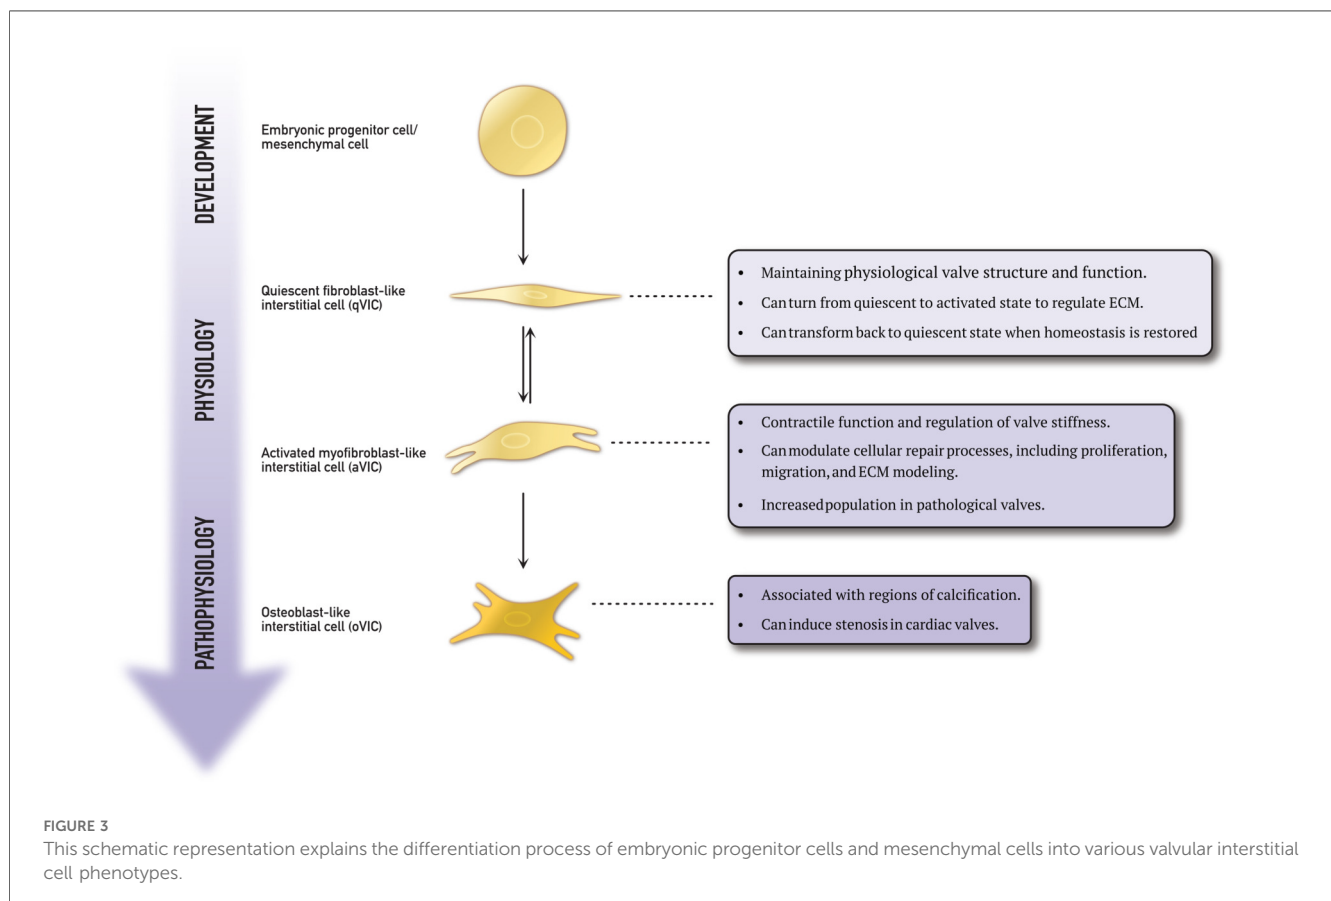 DEVELOPMENT
Embryonic progenitor cell/
mesenchymal cell
PHYSIOLOGY
Quiescent fibroblast-like
interstitial cell (qVIC)
• Maintaining physiological valve structure and function.
• Can turn from quiescent to activated state to regulate ECM.
• Can transform back to quiescent state when homeostasis is restored
Activated myofibroblast-like
interstitial cell (aVIC)
• Contractile function and regulation of valve stiffness.
• Can modulate cellular repair processes, including proliferation,
migration, and ECM modeling.
• Increased population in pathological valves.
PATHOPHYSIOLOGY
Osteoblast-like
interstitial cell (oVIC)
• Associated with regions of calcification.
• Can induce stenosis in cardiac valves.
FIGURE 3
This schematic representation explains the differentiation process of embryonic progenitor cells and mesenchymal cells into various valvular interstitial
cell phenotypes.